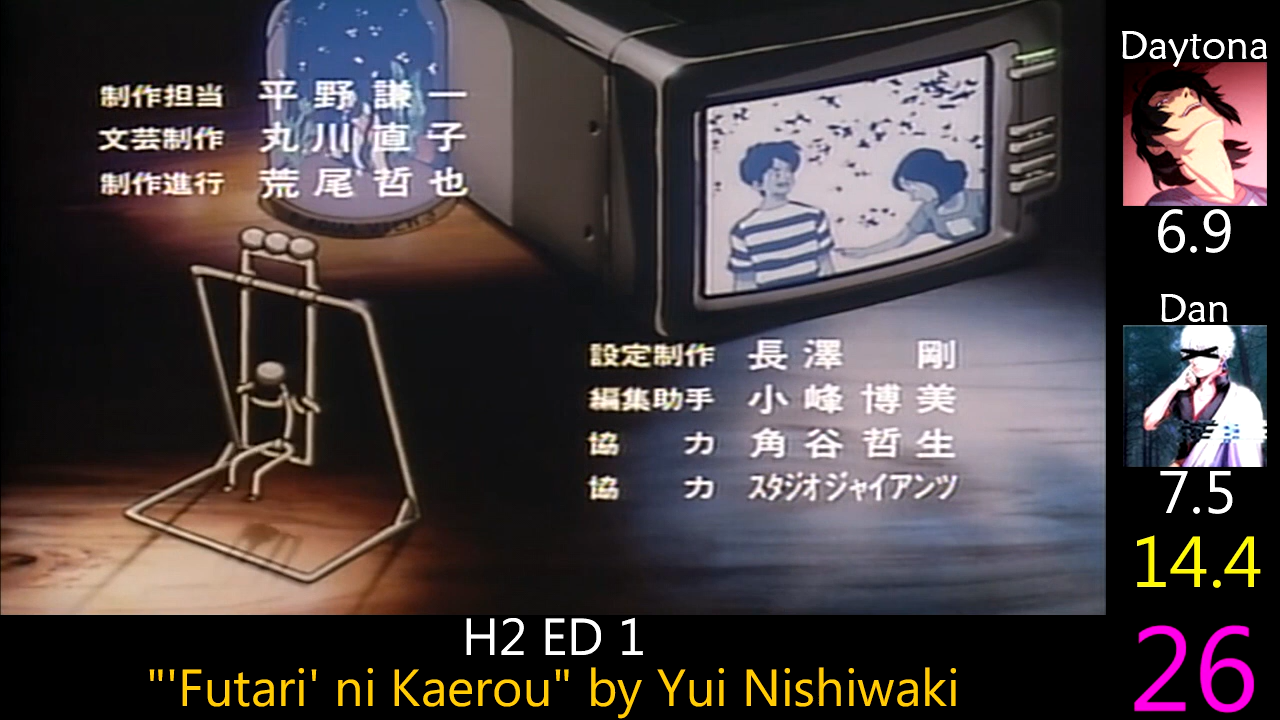 制作担当 平野謙一
文芸制作 丸川直子
制作進行 荒尾哲也
設定制作 長澤 剛
編集助手 小峰博美
協 力 角谷哲生
協 力 スタジオジャイアンツ
Daytona
6.9
Dan
7.5
14.4
26
H2 ED 1
"'Futari' ni Kaerou" by Yui Nishiwaki